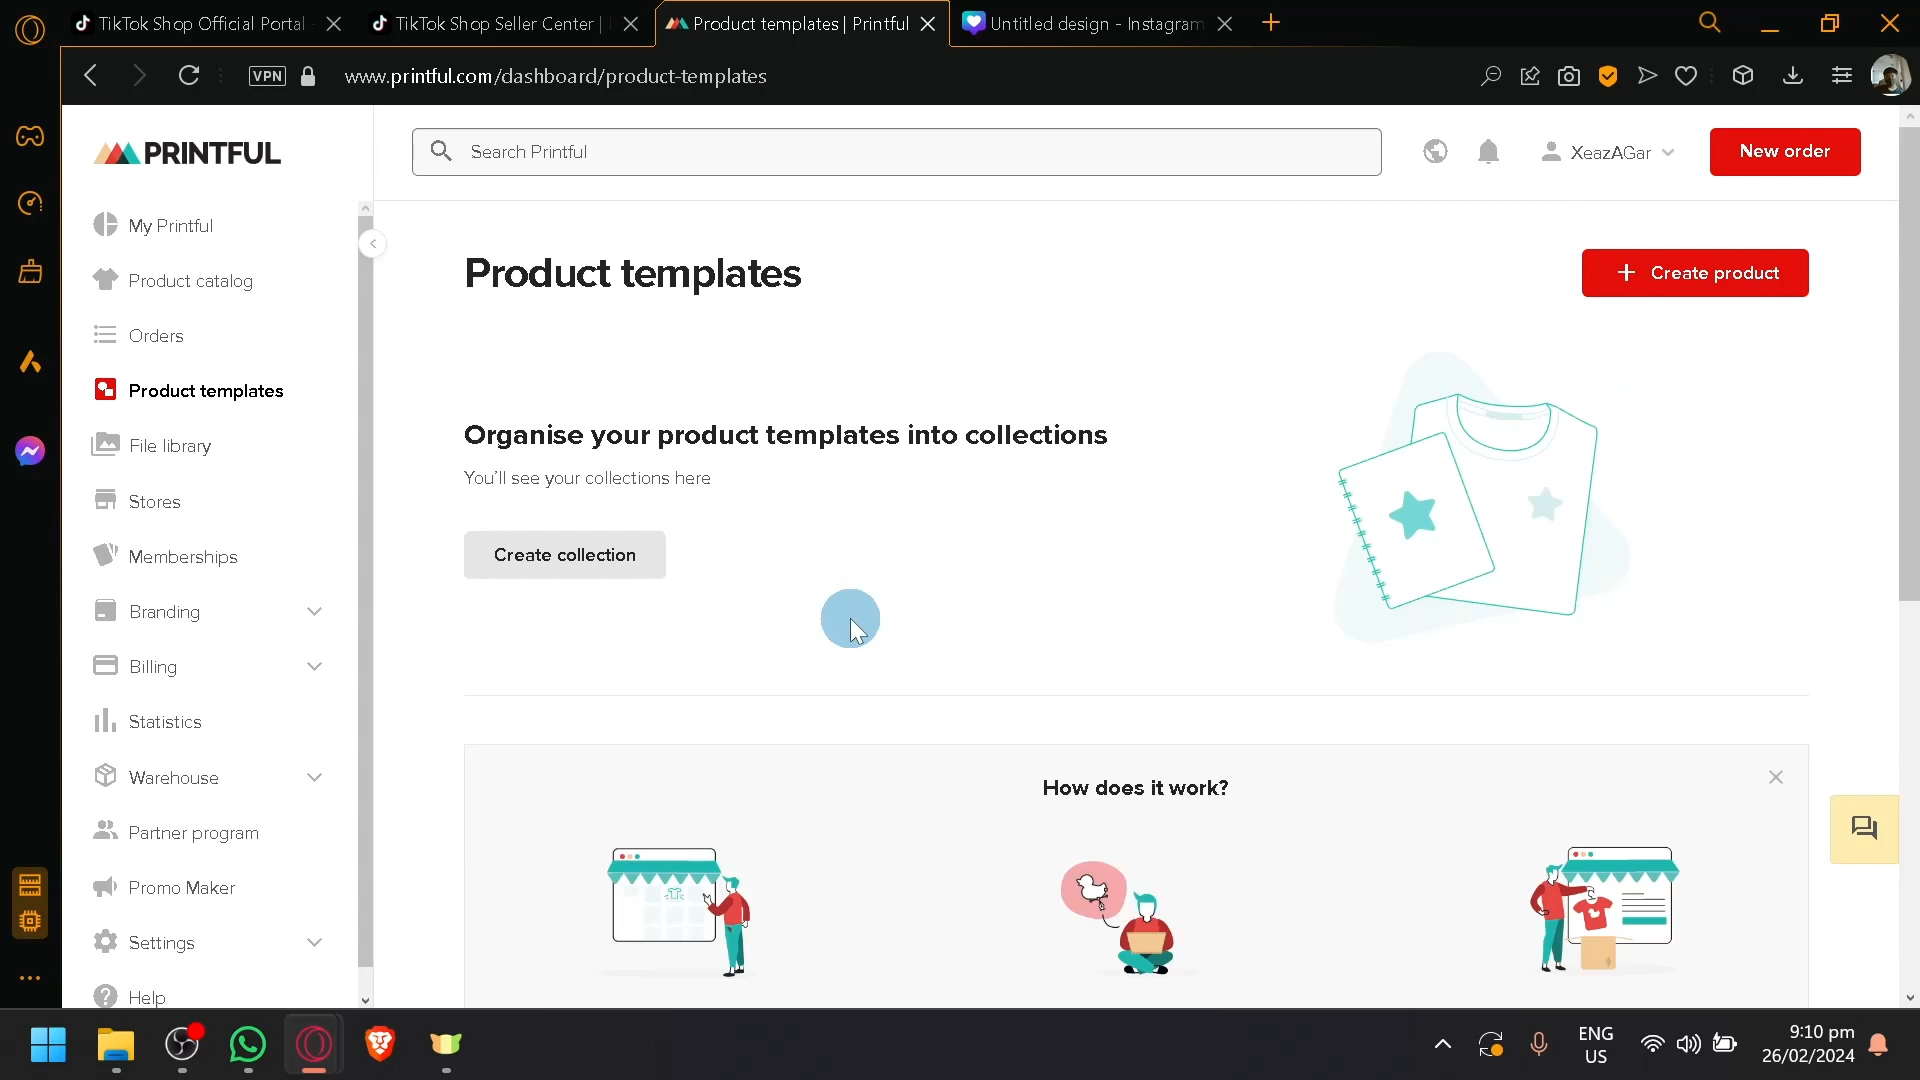 TikTok Shop Official Portal
TikTok Shop Seller Center |
Product templates | Printful
Untitled design - Instagram
VPN
www.printful.com/dashboard/product-templates
PRINTFUL
Search Printful
XeazAGar
New order
My Printful
Product catalog
Orders
Product templates
File library
Stores
Memberships
Branding
Billing
Statistics
Warehouse
Partner program
Promo Maker
Settings
Help
Product templates
Create product
Organise your product templates into collections
You'll see your collections here
Create collection
How does it work?
ENG
US
9:10 pm
26/02/2024